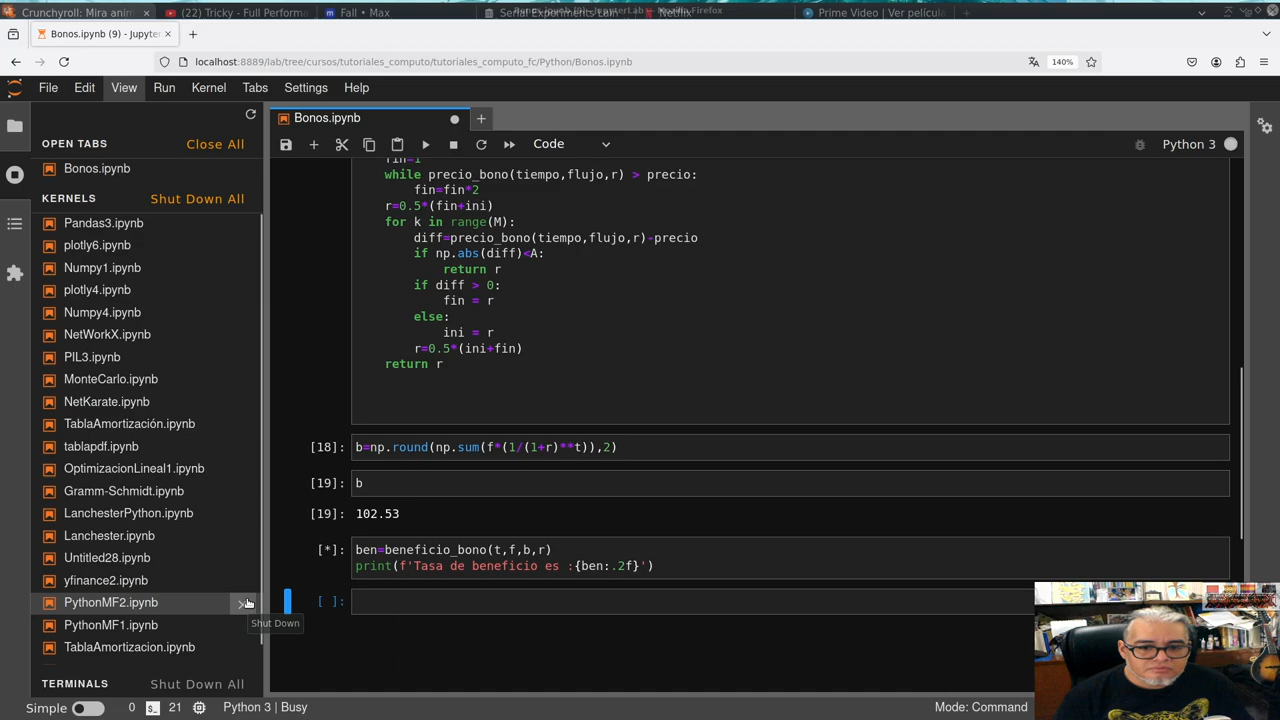 Crunchyroll: Mira anim
(22) Tricky - Full Performa
Fall • Max
Netflix
Prime Video | Ver películ
Bonos.ipynb (9) - Jupyte
localhost:8889/lab/tree/cursos/tutoriales_computo/tutoriales_computo_fc/Python/Bonos.ipynb
140%
File Edit View Run Kernel Tabs Settings Help
OPEN TABS Close All
Bonos.ipynb
KERNELS Shut Down All
Pandas3.ipynb
plotly6.ipynb
Numpy1.ipynb
plotly4.ipynb
Numpy4.ipynb
NetWorkX.ipynb
PIL3.ipynb
MonteCarlo.ipynb
NetKarate.ipynb
TablaAmortización.ipynb
tablapdf.ipynb
OptimizacionLineal1.ipynb
Gramm-Schmidt.ipynb
LanchesterPython.ipynb
Lanchester.ipynb
Untitled28.ipynb
yfinance2.ipynb
PythonMF2.ipynb
Shut Down
PythonMF1.ipynb
TablaAmortizacion.ipynb
TERMINALS Shut Down All
Bonos.ipynb
Code
Python 3
fin=1
while precio_bono(tiempo,flujo,r) > precio:
fin=fin*2
r=0.5*(fin+ini)
for k in range(M):
diff=precio_bono(tiempo,flujo,r)-precio
if np.abs(diff)<A:
return r
if diff > 0:
fin = r
else:
ini = r
r=0.5*(ini+fin)
return r
[18]: b=np.round(np.sum(f*(1/(1+r)**t)),2)
[19]: b
[19]: 102.53
[*]: ben=beneficio_bono(t,f,b,r)
print(f'Tasa de beneficio es :{ben:.2f}')
[ ]:
Simple 0 21 Python 3 | Busy Mode: Command